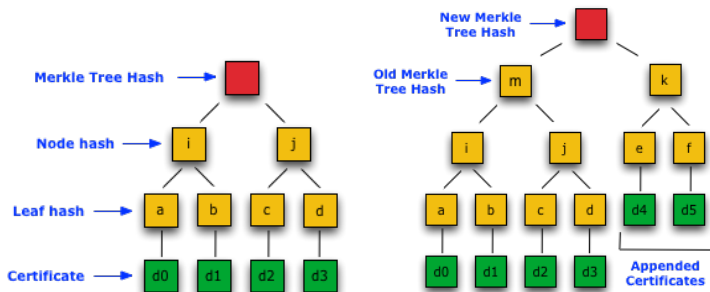 Merkle Tree Hash
Node hash
i
j
Leaf hash
a
b
c
d
Certificate
d0
d1
d2
d3
New Merkle
Tree Hash
Old Merkle
Tree Hash
m
k
i
j
e
f
a
b
c
d
d4
d5
d0
d1
d2
d3
Appended
Certificates